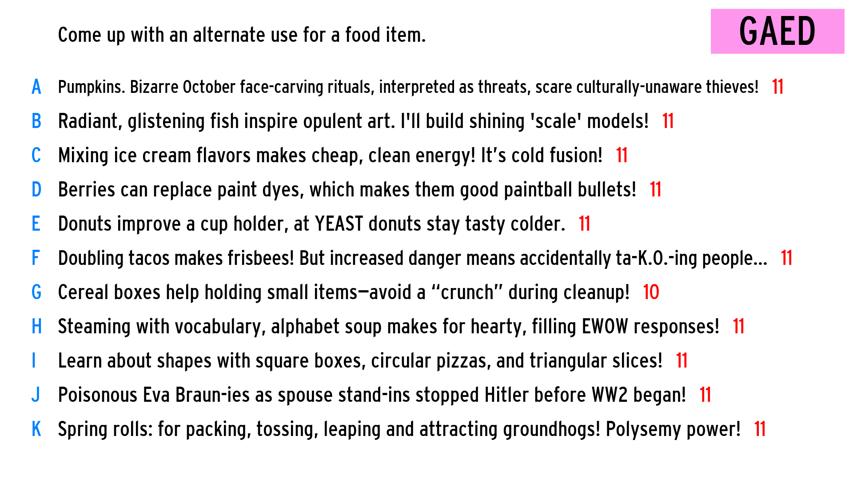 Come up with an alternate use for a food item.
GAED
A Pumpkins. Bizarre October face-carving rituals, interpreted as threats, scare culturally-unaware thieves! 11
B Radiant, glistening fish inspire opulent art. I'll build shining 'scale' models! 11
C Mixing ice cream flavors makes cheap, clean energy! It’s cold fusion! 11
D Berries can replace paint dyes, which makes them good paintball bullets! 11
E Donuts improve a cup holder, at YEAST donuts stay tasty colder. 11
F Doubling tacos makes frisbees! But increased danger means accidentally ta-K.O.-ing people... 11
G Cereal boxes help holding small items—avoid a “crunch” during cleanup! 10
H Steaming with vocabulary, alphabet soup makes for hearty, filling EWOW responses! 11
I Learn about shapes with square boxes, circular pizzas, and triangular slices! 11
J Poisonous Eva Braun-ies as spouse stand-ins stopped Hitler before WW2 began! 11
K Spring rolls: for packing, tossing, leaping and attracting groundhogs! Polysemy power! 11